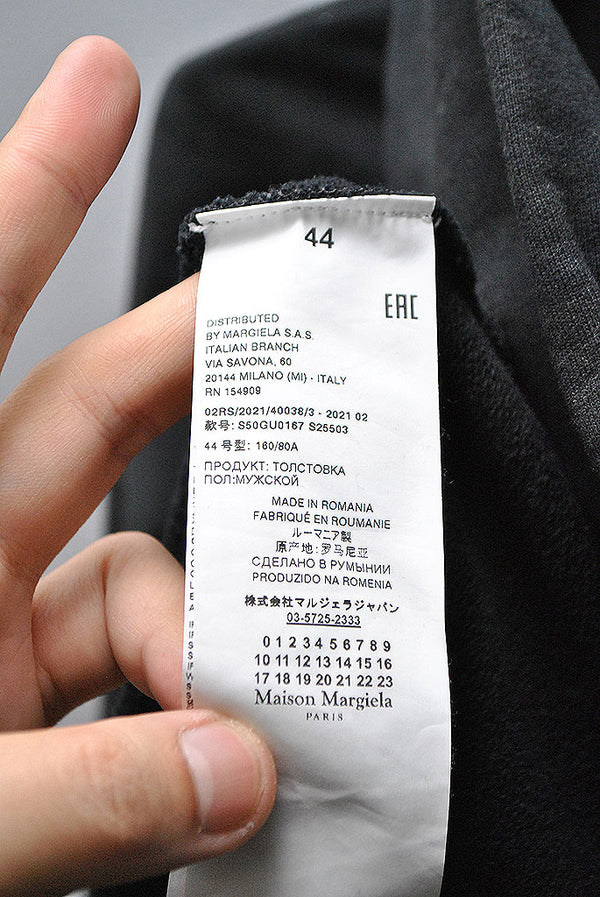 44
EAC
DISTRIBUTED
BY MARGIELA S.A.S.
ITALIAN BRANCH
VIA SAVONA, 60
20144 MILANO (MI) - ITALY
RN 154909
02RS/2021/40038/3 - 2021 02
款号: S50GU0167 S25503
44 号型: 160/80A
ПРОДУКТ: ТОЛСТОВКА
ПОЛ:МУЖСКОЙ
MADE IN ROMANIA
FABRIQUÉ EN ROUMANIE
ルーマニア製
原产地: 罗马尼亚
СДЕЛАНО В РУМЫНИИ
PRODUZIDO NA ROMENIA
株式会社マルジェラジャパン
03-5725-2333
0 1 2 3 4 5 6 7 8 9
10 11 12 13 14 15 16
17 18 19 20 21 22 23
Maison Margiela
PARIS